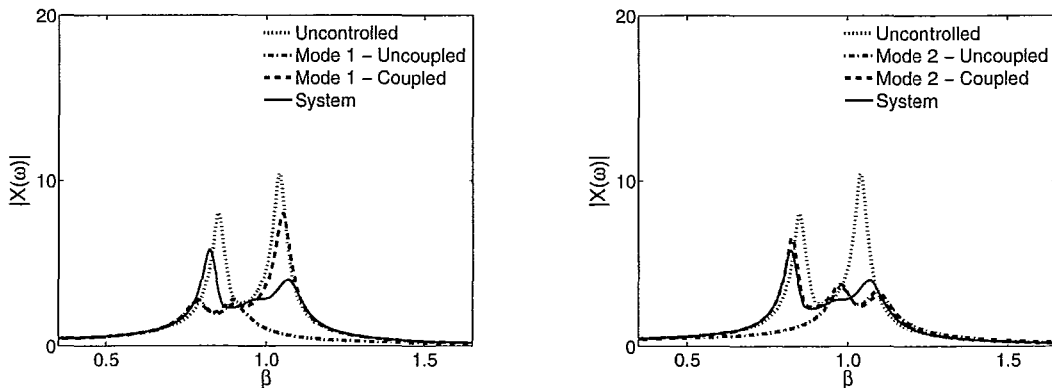 20
10
0
|X(ω)|
Uncontrolled
Mode 1 – Uncoupled
Mode 1 – Coupled
System
0.5
1.0
1.5
β
20
10
0
|X(ω)|
Uncontrolled
Mode 2 – Uncoupled
Mode 2 – Coupled
System
0.5
1.0
1.5
β